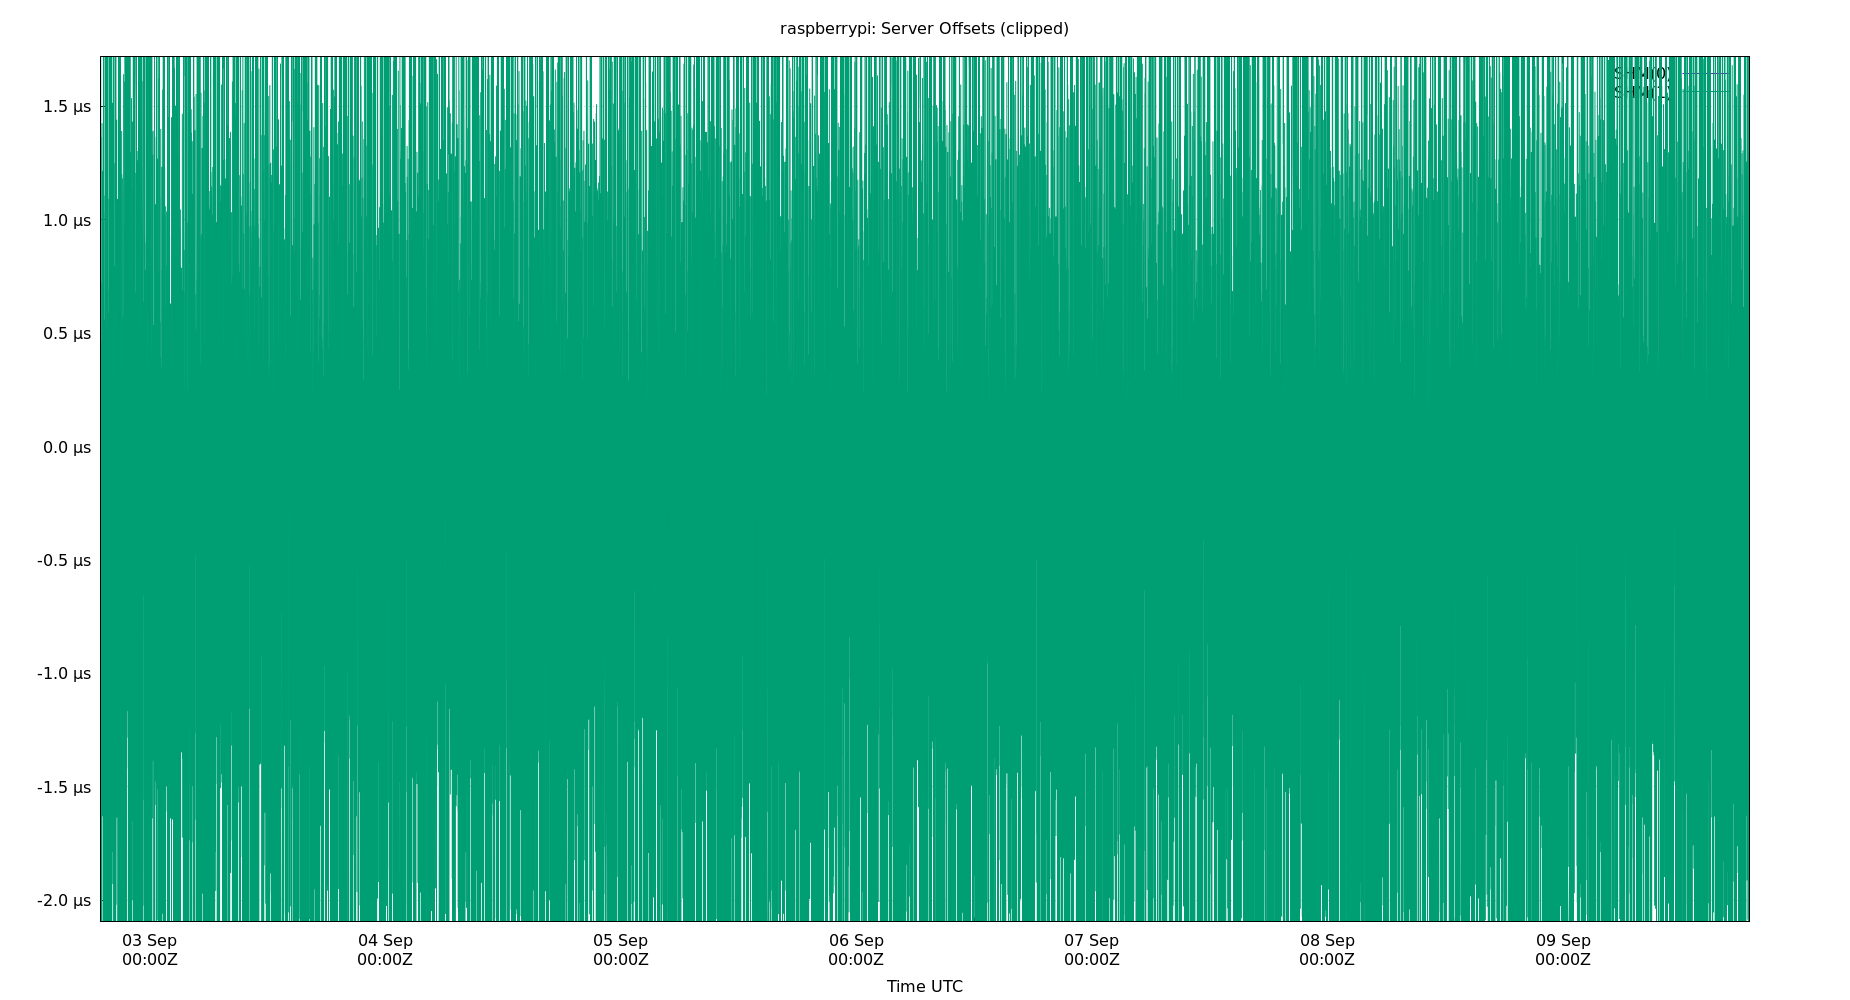 raspberrypi: Server Offsets (clipped)
1.5 µs
1.0 µs
0.5 µs
0.0 µs
-0.5 µs
-1.0 µs
-1.5 µs
-2.0 µs
03 Sep 04 Sep 05 Sep 06 Sep 07 Sep 08 Sep 09 Sep
00:00Z 00:00Z 00:00Z 00:00Z 00:00Z 00:00Z 00:00Z
Time UTC